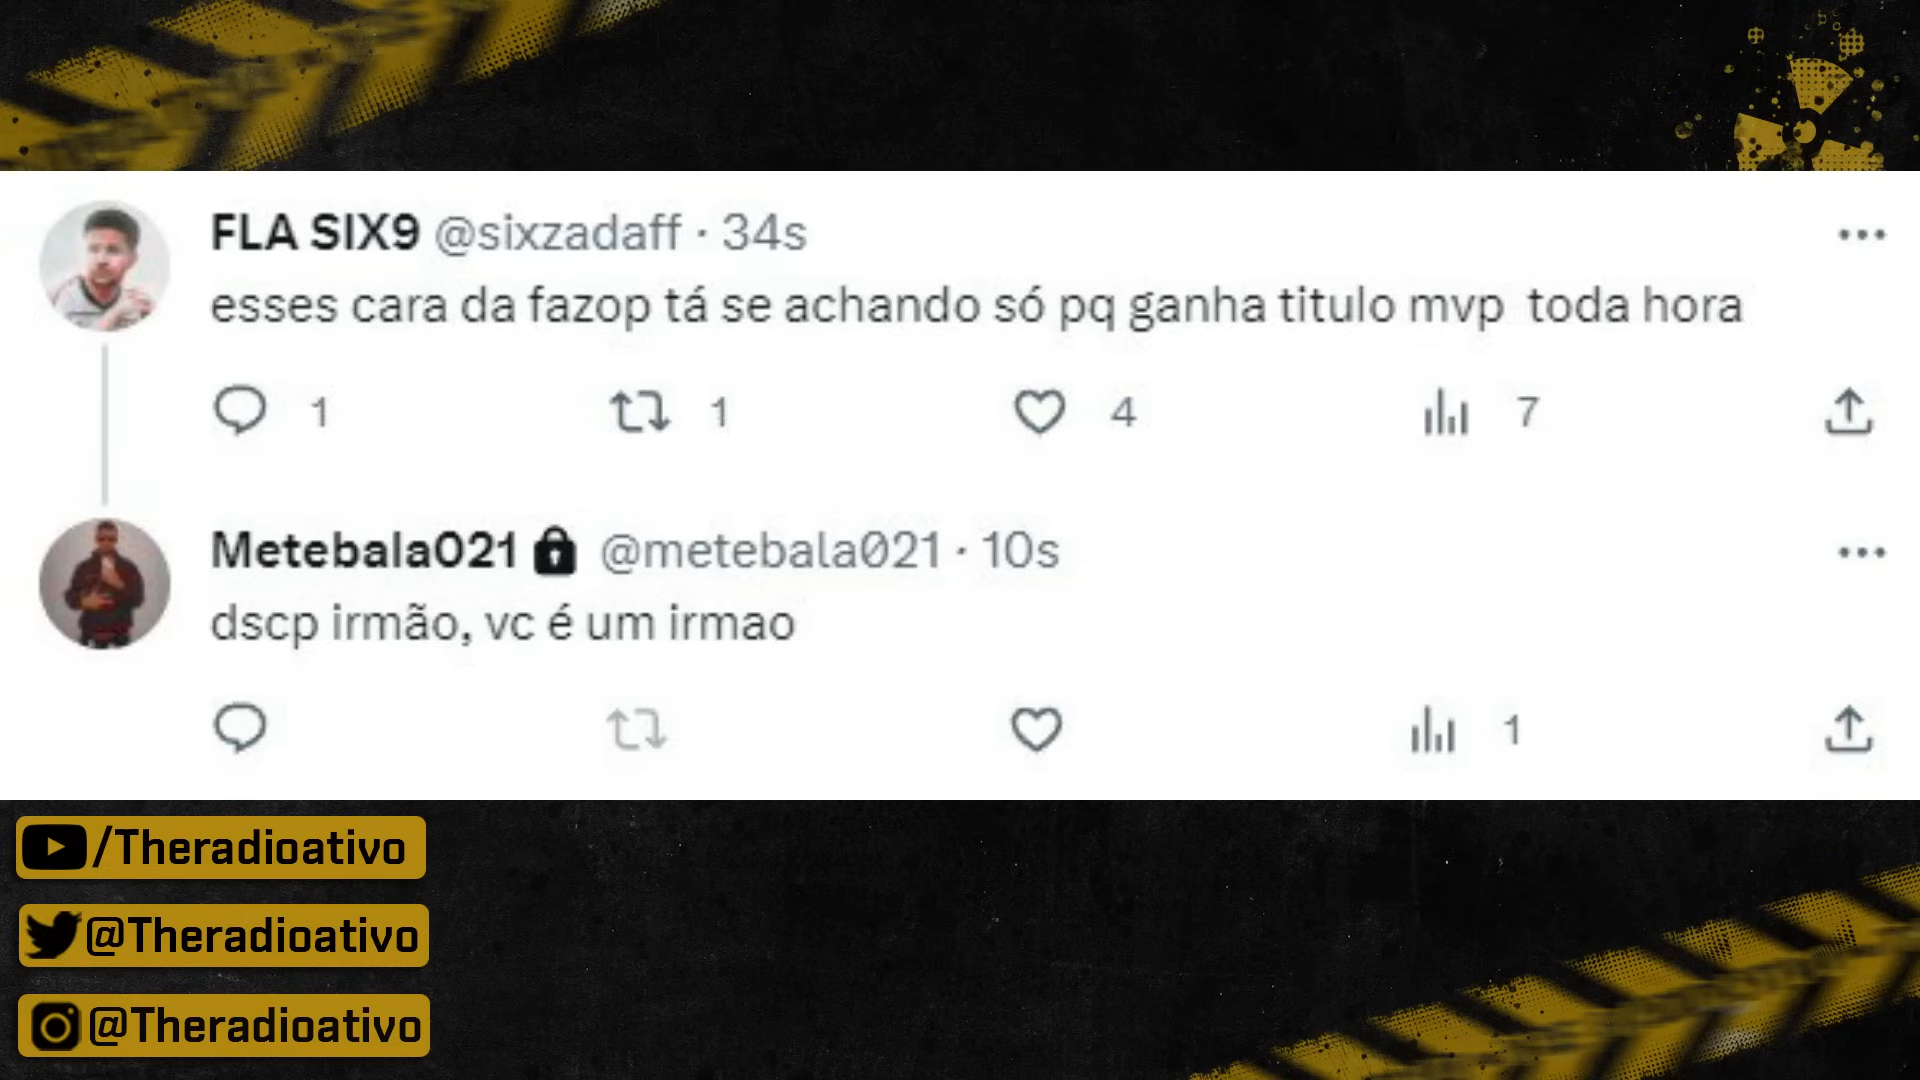 FLA SIX9 @sixzadaff · 34s
esses cara da fazop tá se achando só pq ganha titulo mvp toda hora
1 1 4 7
Metebala021 @metebala021 · 10s
dscp irmão, vc é um irmao
1
/Theradioativo
@Theradioativo
@Theradioativo